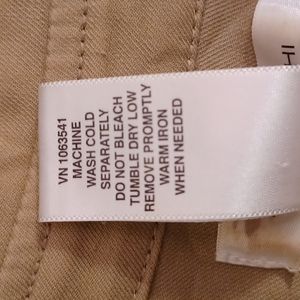 VN 1063541
MACHINE
WASH COLD
SEPARATELY
DO NOT BLEACH
TUMBLE DRY LOW
REMOVE PROMPTLY
WARM IRON
WHEN NEEDED